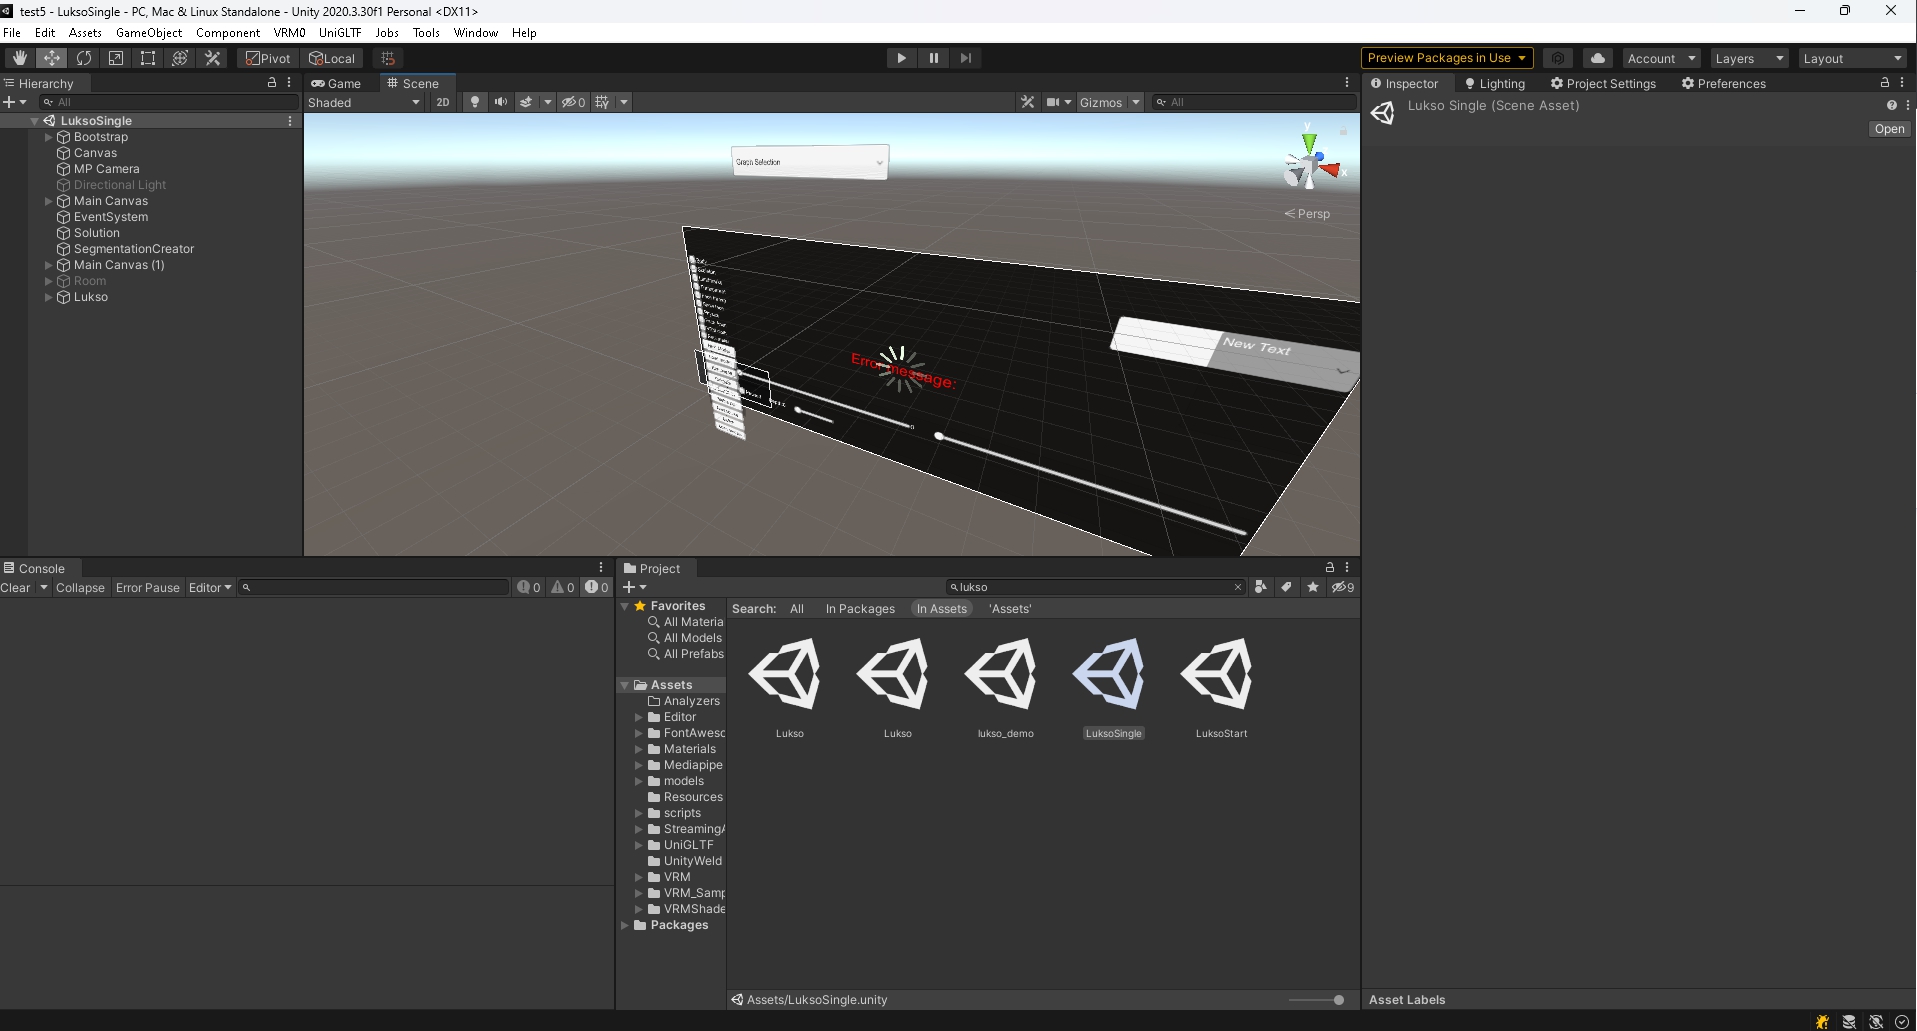 test5 - LuksoSingle - PC, Mac & Linux Standalone - Unity 2020.3.30f1 Personal <DX11>
File Edit Assets GameObject Component VRM0 UniGLTF Jobs Tools Window Help
Pivot Local Preview Packages in Use Account Layers Layout
Hierarchy Game Scene Inspector Lighting Project Settings Preferences
All Shaded 2D 0 Gizmos All
Lukso Single (Scene Asset)
Open
LuksoSingle
Bootstrap
Canvas
MP Camera
Directional Light
Main Canvas
EventSystem
Solution
SegmentationCreator
Main Canvas (1)
Room
Lukso
Graph Selection
y
x
Persp
New Text
Error message:
0
Console
Clear Collapse Error Pause Editor 0 0 0
Project
lukso 9
Favorites
All Materia
All Models
All Prefabs
Assets
Analyzers
Editor
FontAweso
Materials
Mediapipe
models
Resources
scripts
StreamingA
UniGLTF
UnityWeld
VRM
VRM_Samp
VRMShade
Packages
Search: All In Packages In Assets 'Assets'
Lukso Lukso lukso_demo LuksoSingle LuksoStart
Assets/LuksoSingle.unity
Asset Labels